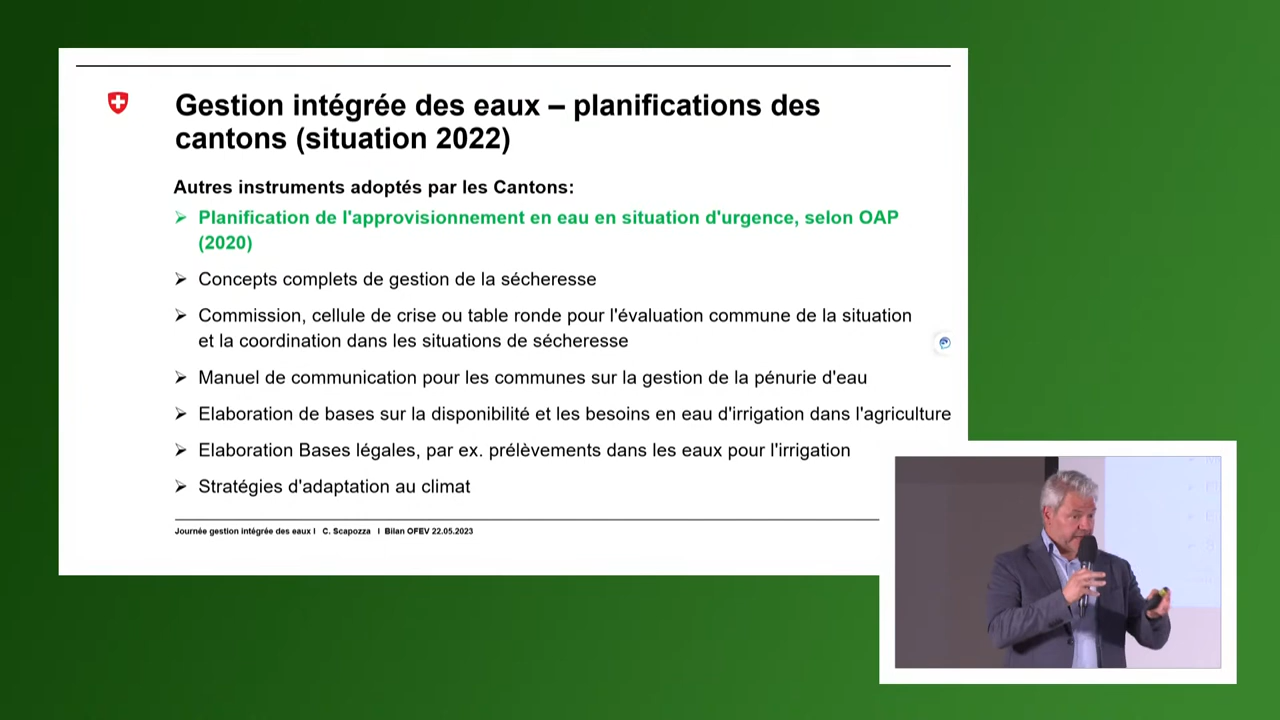 Gestion intégrée des eaux – planifications des
cantons (situation 2022)
Autres instruments adoptés par les Cantons:
➢ Planification de l'approvisionnement en eau en situation d'urgence, selon OAP
(2020)
➢ Concepts complets de gestion de la sécheresse
➢ Commission, cellule de crise ou table ronde pour l'évaluation commune de la situation
et la coordination dans les situations de sécheresse
➢ Manuel de communication pour les communes sur la gestion de la pénurie d'eau
➢ Elaboration de bases sur la disponibilité et les besoins en eau d'irrigation dans l'agriculture
➢ Elaboration Bases légales, par ex. prélèvements dans les eaux pour l'irrigation
➢ Stratégies d'adaptation au climat
Journée gestion intégrée des eaux I C. Scapozza I Bilan OFEV 22.05.2023